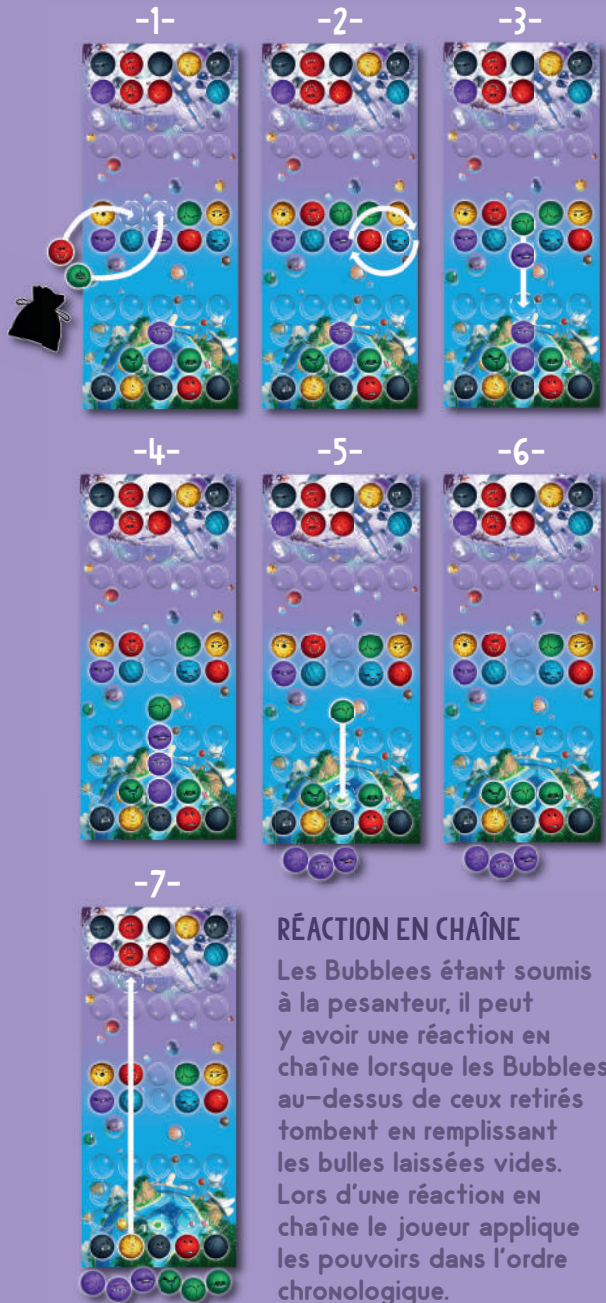 -1-
-2-
-3-
-4-
-5-
-6-
-7-
RÉACTION EN CHAÎNE
Les Bubblees étant soumis
à la pesanteur, il peut
y avoir une réaction en
chaîne lorsque les Bubblees
au-dessus de ceux retirés
tombent en remplissant
les bulles laissées vides.
Lors d'une réaction en
chaîne le joueur applique
les pouvoirs dans l'ordre
chronologique.